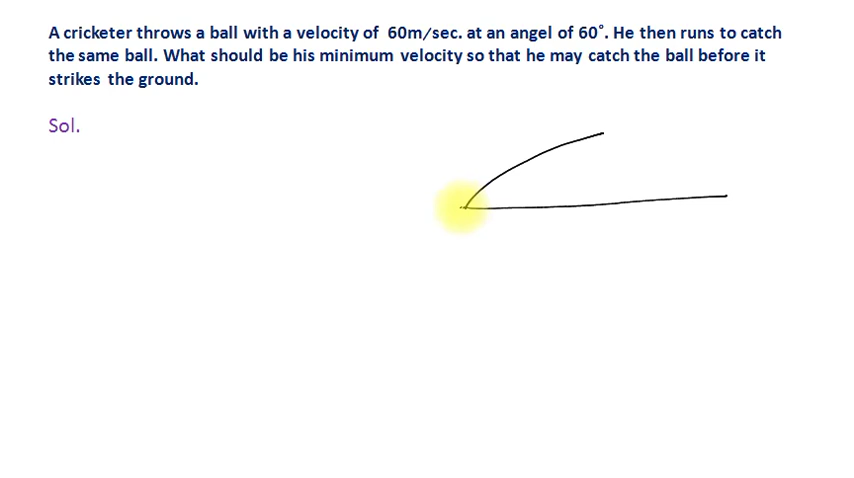 A cricketer throws a ball with a velocity of 60m/sec. at an angel of 60°. He then runs to catch
the same ball. What should be his minimum velocity so that he may catch the ball before it
strikes the ground.
Sol.